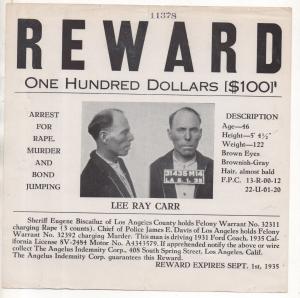 11378
REWARD
ONE HUNDRED DOLLARS [$100]
ARREST
FOR
RAPE,
MURDER
AND
BOND
JUMPING
31435 M14
L A S L 35
DESCRIPTION
Age—46
Height—5' 4½"
Weight—122
Brown Eyes
Brownish-Gray
Hair, almost bald
F.P.C. 13-R-00-12
22-U-01-20
LEE RAY CARR
Sheriff Eugene Biscailuz of Los Angeles County holds Felony Warrant No. 32311
charging Rape (3 counts). Chief of Police James E. Davis of Los Angeles holds Felony
Warrant No. 32392 charging Murder. This man is driving 1931 Ford Coach, 1935 Cal-
ifornia License 8V-2484 Motor No. A4343579. If apprehended notify the above or wire
collect The Angelus Indemnity Corp. 408 South Spring Street, Los Angeles, Calif.
The Angelus Indemnity Corp. guarantees this Reward.
REWARD EXPIRES SEPT. 1st, 1935